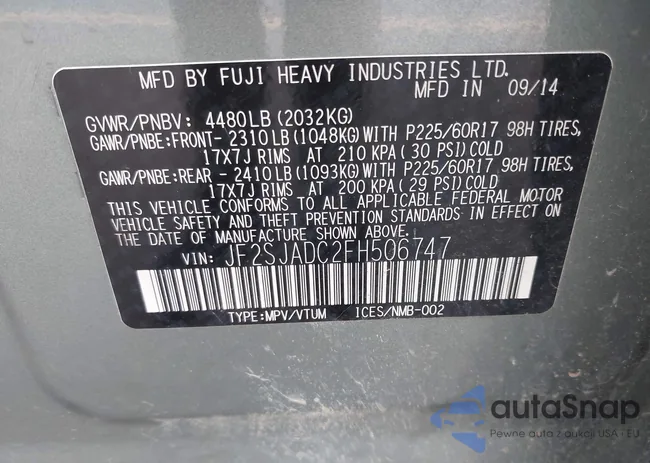 MFD BY FUJI HEAVY INDUSTRIES LTD.
MFD IN 09/14
GVWR/PNBV: 4480LB (2032KG)
GAWR/PNBE:FRONT- 2310LB (1048KG) WITH P225/60R17 98H TIRES,
17X7J RIMS AT 210 KPA (30 PSI) COLD
GAWR/PNBE:REAR - 2410LB (1093KG) WITH P225/60R17 98H TIRES,
17X7J RIMS AT 200 KPA (29 PSI) COLD
THIS VEHICLE CONFORMS TO ALL APPLICABLE FEDERAL MOTOR
VEHICLE SAFETY AND THEFT PREVENTION STANDARDS IN EFFECT ON
THE DATE OF MANUFACTURE SHOWN ABOVE.
VIN: JF2SJADC2FH506747
TYPE:MPV/VTUM ICES/NMB-002
autaSnap
Pewne auta z aukcji USA i EU